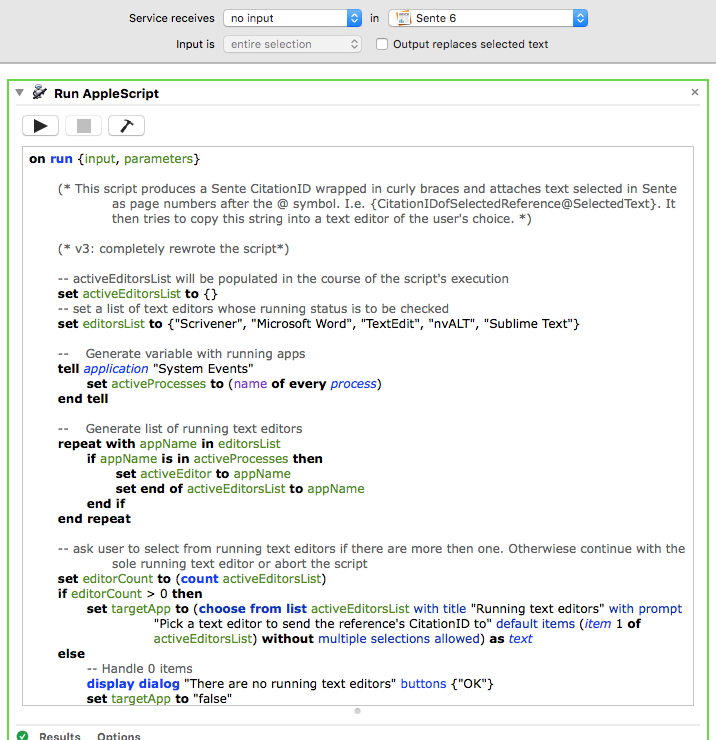 Service receives no input in Sente 6
Input is entire selection Output replaces selected text
Run AppleScript
on run {input, parameters}
(* This script produces a Sente CitationID wrapped in curly braces and attaches text selected in Sente
as page numbers after the @ symbol. I.e. {CitationIDofSelectedReference@SelectedText}. It
then tries to copy this string into a text editor of the user's choice. *)
(* v3: completely rewrote the script*)
-- activeEditorsList will be populated in the course of the script's execution
set activeEditorsList to {}
-- set a list of text editors whose running status is to be checked
set editorsList to {"Scrivener", "Microsoft Word", "TextEdit", "nvALT", "Sublime Text"}
-- Generate variable with running apps
tell application "System Events"
set activeProcesses to (name of every process)
end tell
-- Generate list of running text editors
repeat with appName in editorsList
if appName is in activeProcesses then
set activeEditor to appName
set end of activeEditorsList to appName
end if
end repeat
-- ask user to select from running text editors if there are more then one. Otherwiese continue with the
sole running text editor or abort the script
set editorCount to (count activeEditorsList)
if editorCount > 0 then
set targetApp to (choose from list activeEditorsList with title "Running text editors" with prompt
"Pick a text editor to send the reference's CitationID to" default items (item 1 of
activeEditorsList) without multiple selections allowed) as text
else
-- Handle 0 items
display dialog "There are no running text editors" buttons {"OK"}
set targetApp to "false"
Results Options